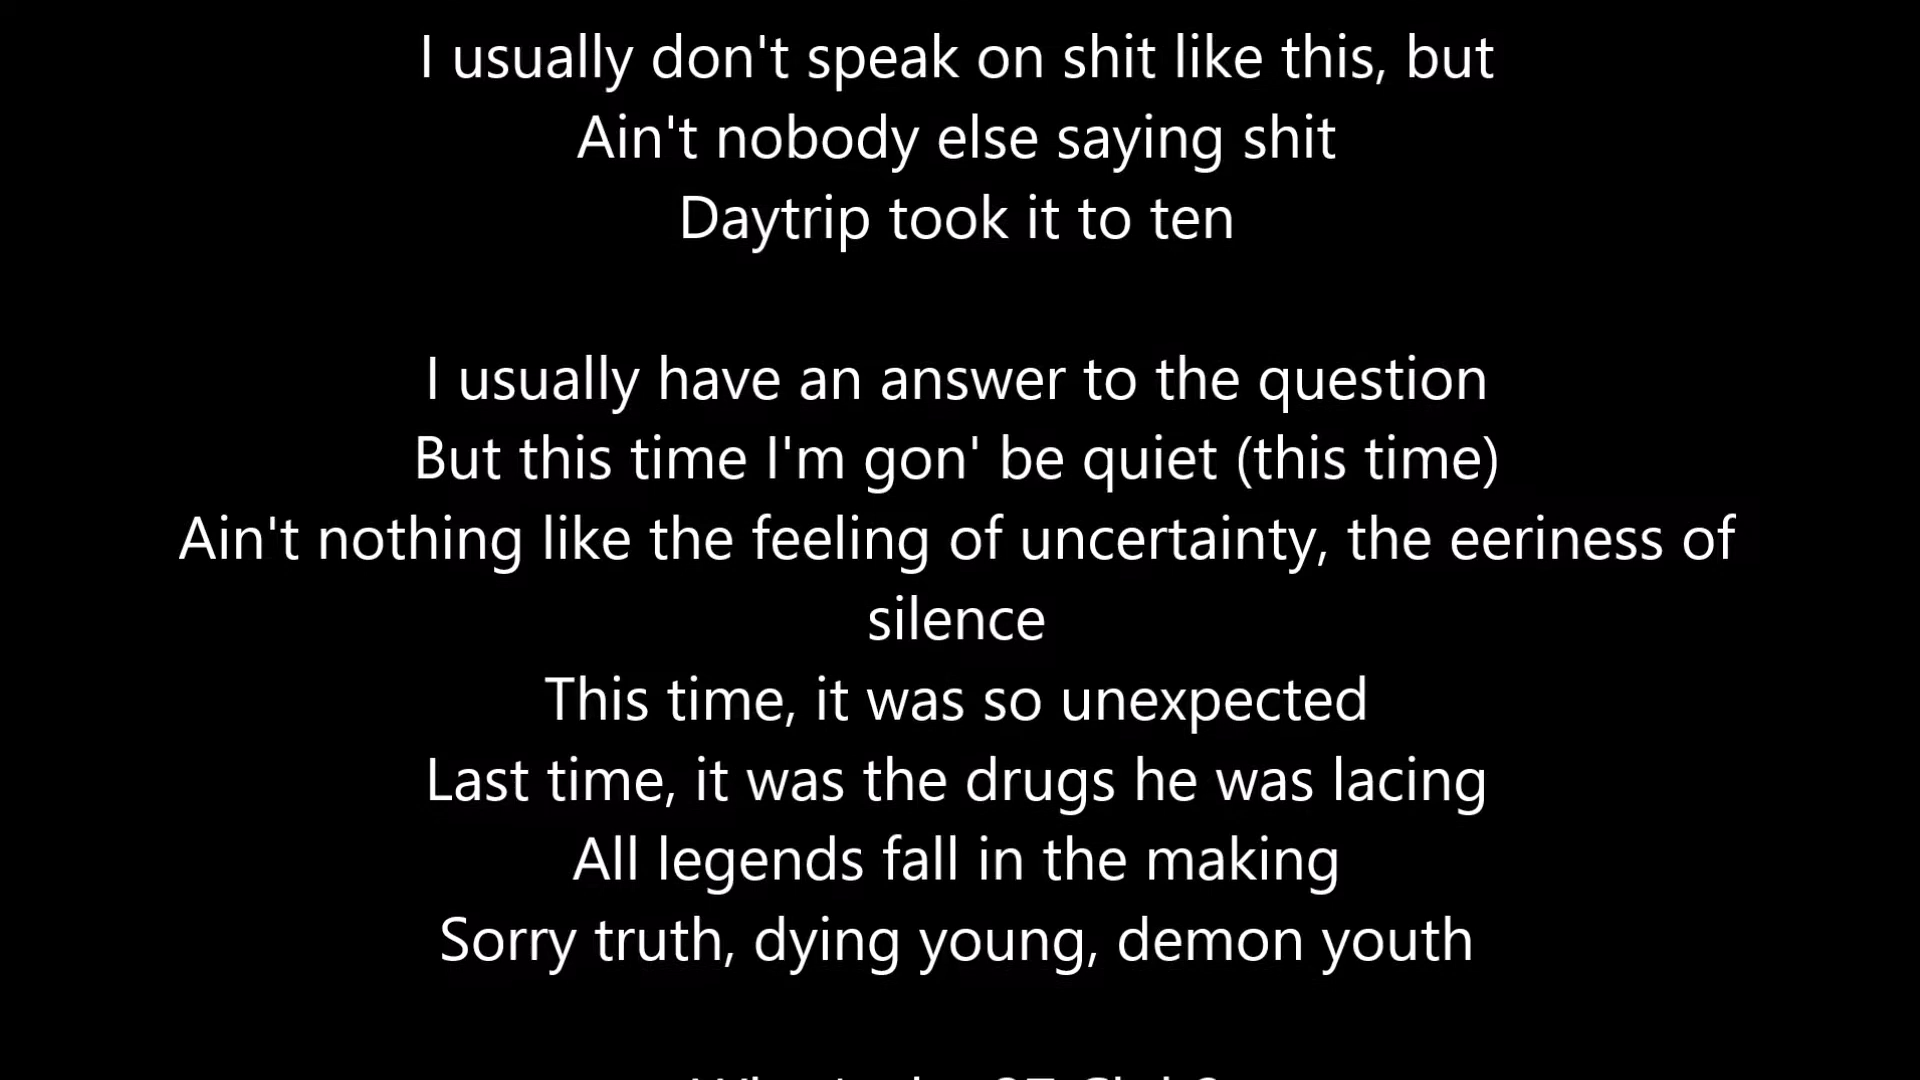 I usually don't speak on shit like this, but
Ain't nobody else saying shit
Daytrip took it to ten
I usually have an answer to the question
But this time I'm gon' be quiet (this time)
Ain't nothing like the feeling of uncertainty, the eeriness of
silence
This time, it was so unexpected
Last time, it was the drugs he was lacing
All legends fall in the making
Sorry truth, dying young, demon youth